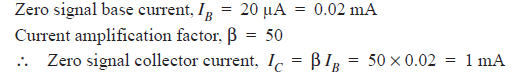 Zero signal base current, I_B = 20 μA = 0.02 mA
Current amplification factor, β = 50
∴ Zero signal collector current, I_C = β I_B = 50 × 0.02 = 1 mA